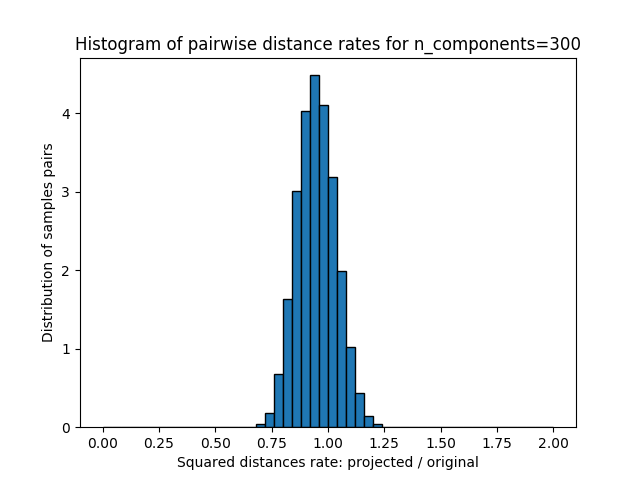 Histogram of pairwise distance rates for n_components=300
Distribution of samples pairs
4
3
2
1
0
0.00 0.25 0.50 0.75 1.00 1.25 1.50 1.75 2.00
Squared distances rate: projected / original